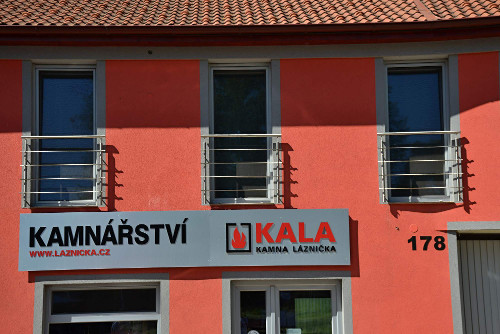 KAMNÁŘSTVÍ
WWW.LAZNICKA.CZ
KALA
KAMNA LÁZNIČKA
178